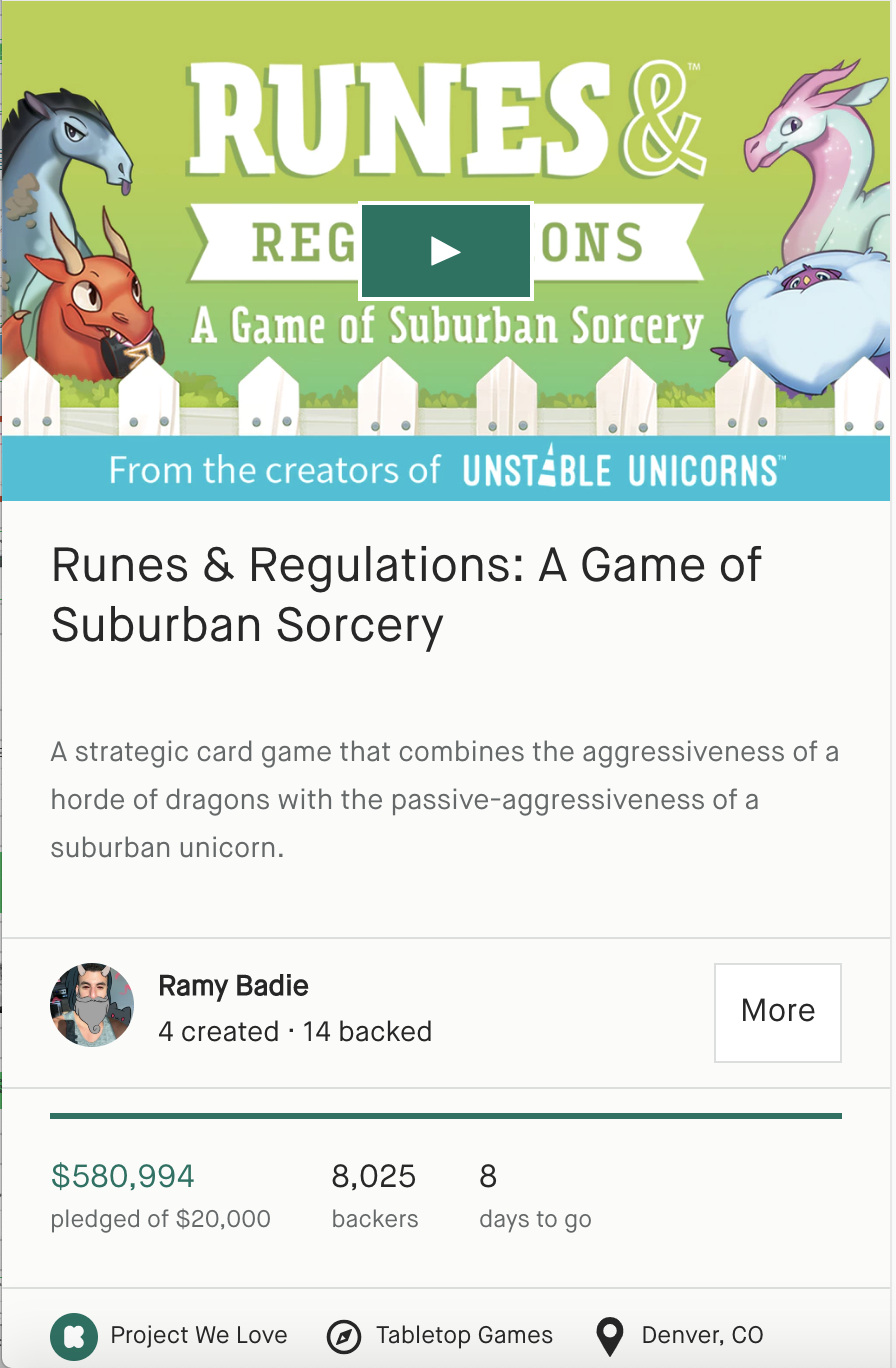 RUNES &™
REG ONS
A Game of Suburban Sorcery
From the creators of UNSTABLE UNICORNS™
Runes & Regulations: A Game of
Suburban Sorcery
A strategic card game that combines the aggressiveness of a
horde of dragons with the passive-aggressiveness of a
suburban unicorn.
Ramy Badie
4 created · 14 backed
More
$580,994 8,025 8
pledged of $20,000 backers days to go
Project We Love Tabletop Games Denver, CO